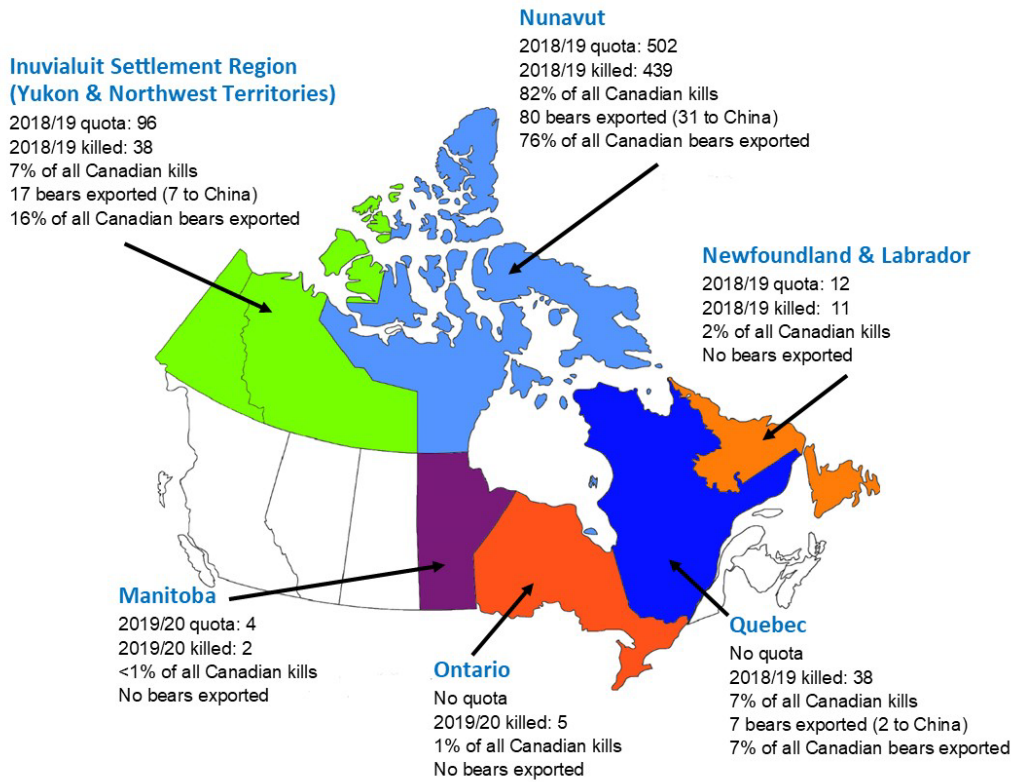 Nunavut
2018/19 quota: 502
2018/19 killed: 439
82% of all Canadian kills
80 bears exported (31 to China)
76% of all Canadian bears exported
Inuvialuit Settlement Region
(Yukon & Northwest Territories)
2018/19 quota: 96
2018/19 killed: 38
7% of all Canadian kills
17 bears exported (7 to China)
16% of all Canadian bears exported
Newfoundland & Labrador
2018/19 quota: 12
2018/19 killed: 11
2% of all Canadian kills
No bears exported
Manitoba
2019/20 quota: 4
2019/20 killed: 2
<1% of all Canadian kills
No bears exported
Ontario
No quota
2019/20 killed: 5
1% of all Canadian kills
No bears exported
Quebec
No quota
2018/19 killed: 38
7% of all Canadian kills
7 bears exported (2 to China)
7% of all Canadian bears exported